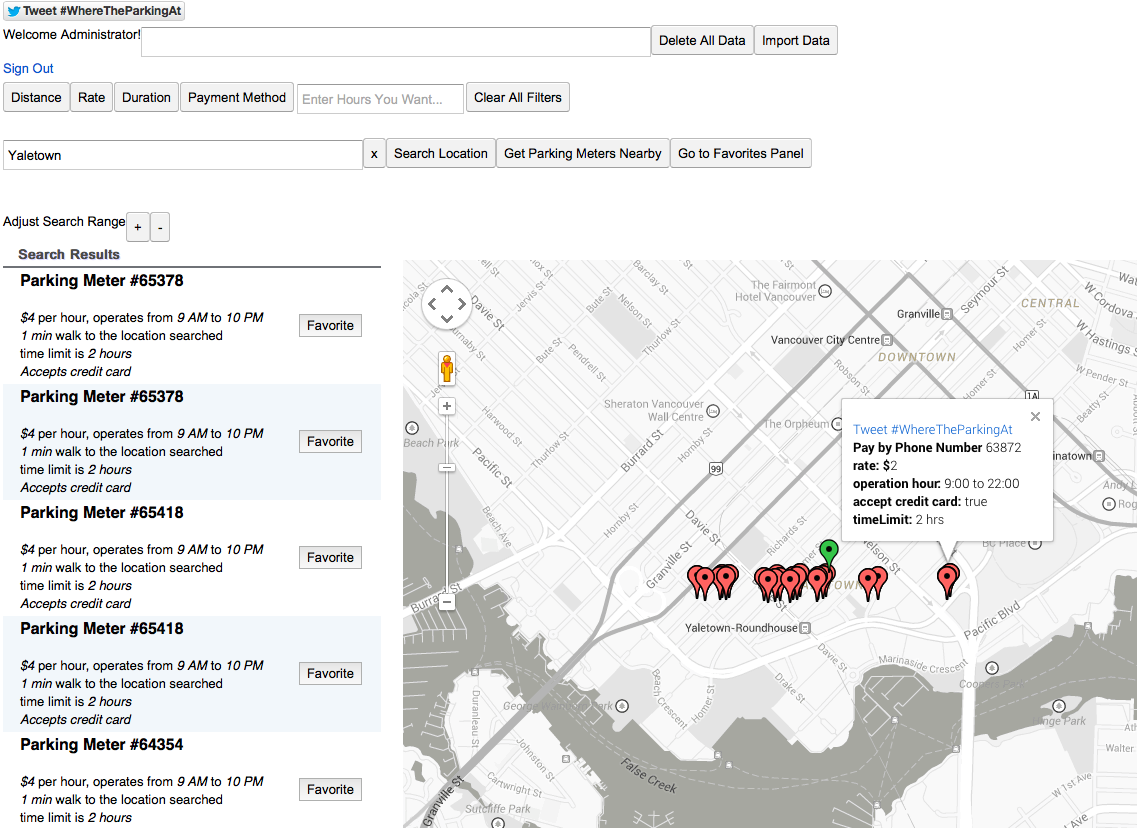 Tweet #WhereTheParkingAt
Welcome Administrator!
Delete All Data
Import Data
Sign Out
Distance
Rate
Duration
Payment Method
Enter Hours You Want...
Clear All Filters
Yaletown
x
Search Location
Get Parking Meters Nearby
Go to Favorites Panel
Adjust Search Range
+
-
Search Results
Parking Meter #65378
$4 per hour, operates from 9 AM to 10 PM
1 min walk to the location searched
time limit is 2 hours
Accepts credit card
Favorite
Parking Meter #65378
$4 per hour, operates from 9 AM to 10 PM
1 min walk to the location searched
time limit is 2 hours
Accepts credit card
Favorite
Parking Meter #65418
$4 per hour, operates from 9 AM to 10 PM
1 min walk to the location searched
time limit is 2 hours
Accepts credit card
Favorite
Parking Meter #65418
$4 per hour, operates from 9 AM to 10 PM
1 min walk to the location searched
time limit is 2 hours
Accepts credit card
Favorite
Parking Meter #64354
$4 per hour, operates from 9 AM to 10 PM
1 min walk to the location searched
time limit is 2 hours
Favorite
Jervis St
Bute St
Nelson St
Barclay St
Thurlow St
Davie St
The Fairmont
Hotel Vancouver
Granville
Seymour St
CENTRAL
W Cordova St
W Hastings St
Vancouver City Centre
DOWNTOWN
Homer St
W Pender St
Bute St
Pendrell St
Robson St
Homer St
1A
Sheraton Vancouver
Wall Centre
The Orpheum
Harwood St
Thurlow St
Burrard St
Hornby St
Beach Park
Pacific St
99
Beatty St
Beach Ave
Hornby St
Davie St
Richards St
Granville St
BC Place
Tweet #WhereTheParkingAt
Pay by Phone Number 63872
rate: $2
operation hour: 9:00 to 22:00
accept credit card: true
timeLimit: 2 hrs
Yaletown-Roundhouse
Pacific Blvd
Davie St
Marinaside Crescent
Drake St
Beach Crescent
Homer St
Duranleau St
Johnston St
Cartwright St
Granville St
Sutcliffe Park
False Creek
Hinge Park
Walter
W 1st Ave